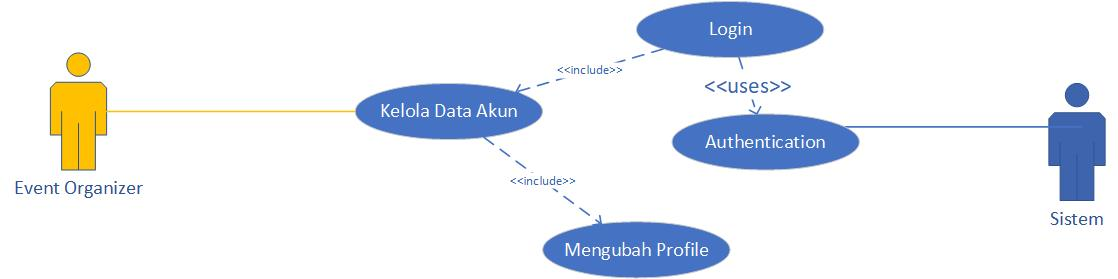 Login
<<include>>
<<uses>>
Kelola Data Akun
Authentication
<<include>>
Event Organizer
Sistem
Mengubah Profile